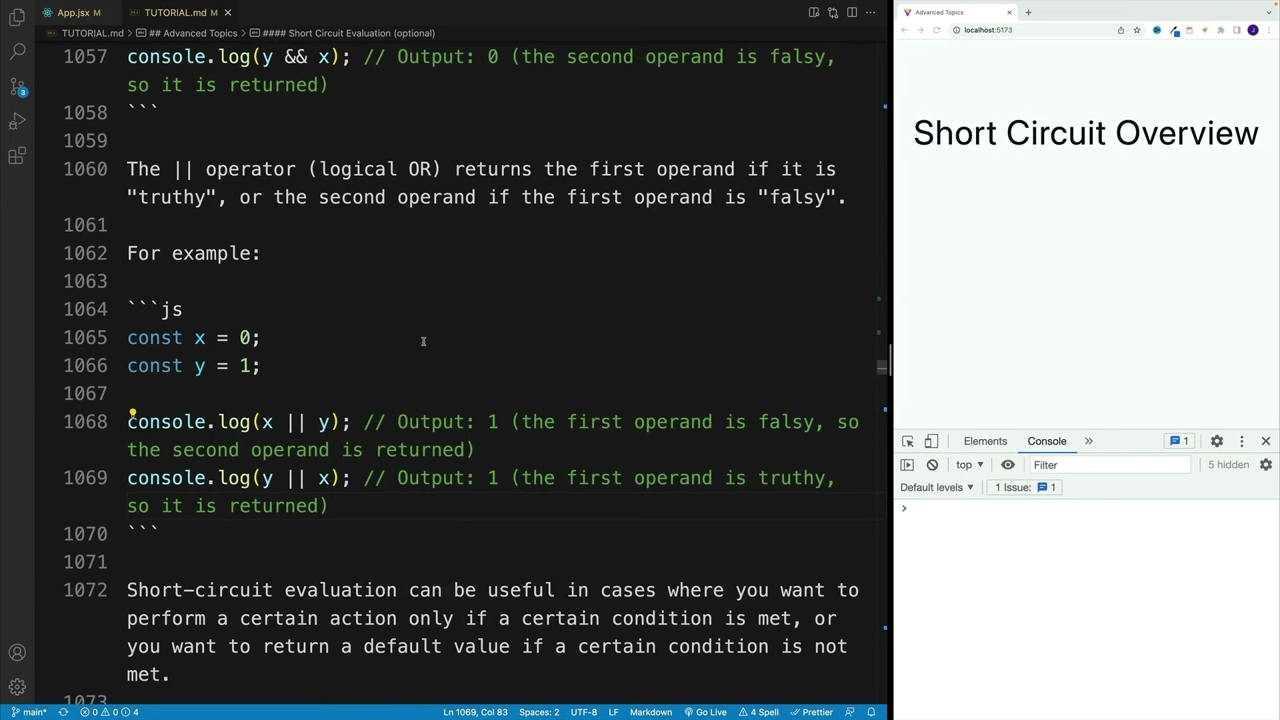 App.jsx M
TUTORIAL.md M
TUTORIAL.md > ## Advanced Topics > #### Short Circuit Evaluation (optional)
1057 console.log(y && x); // Output: 0 (the second operand is falsy,
so it is returned)
1058 ```
1059
1060 The || operator (logical OR) returns the first operand if it is
"truthy", or the second operand if the first operand is "falsy".
1061
1062 For example:
1063
1064 ```js
1065 const x = 0;
1066 const y = 1;
1067
1068 console.log(x || y); // Output: 1 (the first operand is falsy, so
the second operand is returned)
1069 console.log(y || x); // Output: 1 (the first operand is truthy,
so it is returned)
1070 ```
1071
1072 Short-circuit evaluation can be useful in cases where you want to
perform a certain action only if a certain condition is met, or
you want to return a default value if a certain condition is not
met.
1073
3
main* 0 0 4 Ln 1069, Col 83 Spaces: 2 UTF-8 LF Markdown Go Live 4 Spell Prettier
Advanced Topics
localhost:5173
J
Short Circuit Overview
Elements Console » 1
top Filter 5 hidden
Default levels 1 Issue: 1